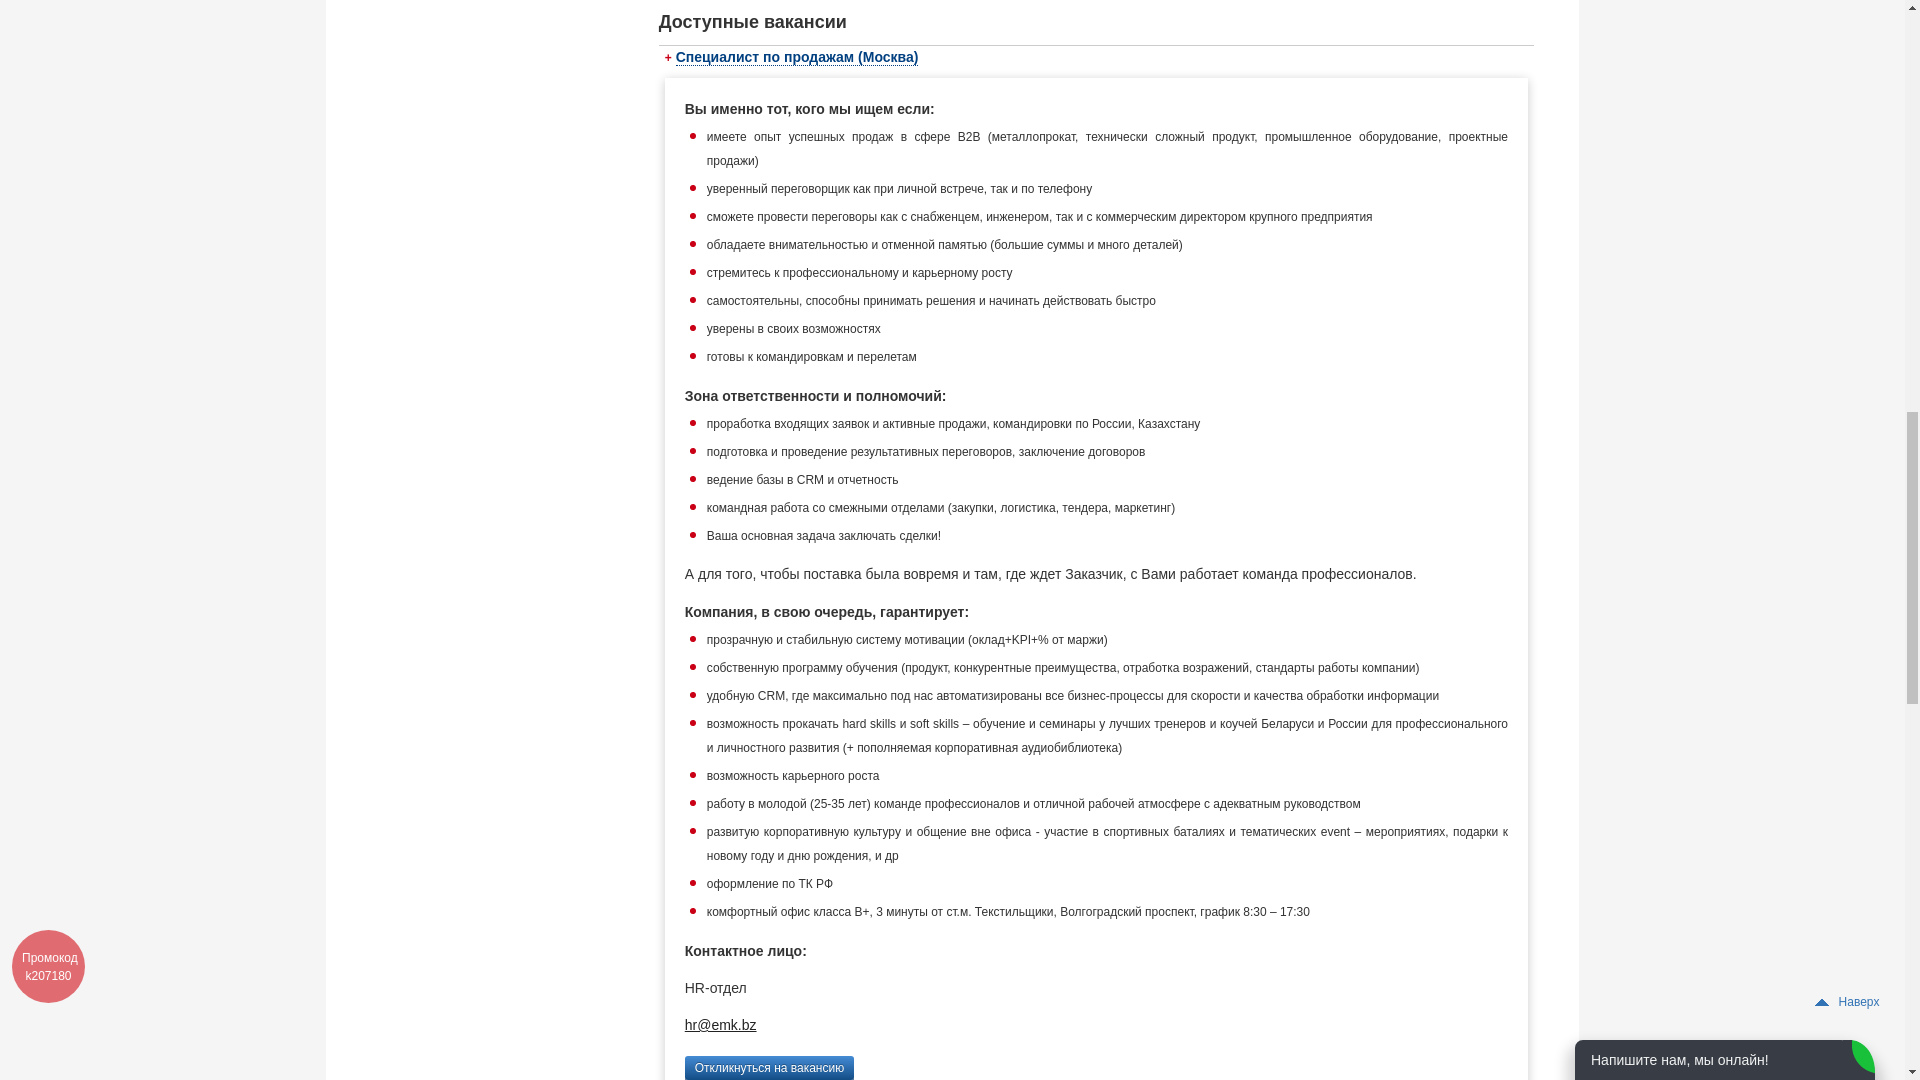 Доступные вакансии
+ Специалист по продажам (Москва)
Вы именно тот, кого мы ищем если:
имеете опыт успешных продаж в сфере B2B (металлопрокат, технически сложный продукт, промышленное оборудование, проектные
продажи)
уверенный переговорщик как при личной встрече, так и по телефону
сможете провести переговоры как с снабженцем, инженером, так и с коммерческим директором крупного предприятия
обладаете внимательностью и отменной памятью (большие суммы и много деталей)
стремитесь к профессиональному и карьерному росту
самостоятельны, способны принимать решения и начинать действовать быстро
уверены в своих возможностях
готовы к командировкам и перелетам
Зона ответственности и полномочий:
проработка входящих заявок и активные продажи, командировки по России, Казахстану
подготовка и проведение результативных переговоров, заключение договоров
ведение базы в CRM и отчетность
командная работа со смежными отделами (закупки, логистика, тендера, маркетинг)
Ваша основная задача заключать сделки!
А для того, чтобы поставка была вовремя и там, где ждет Заказчик, с Вами работает команда профессионалов.
Компания, в свою очередь, гарантирует:
прозрачную и стабильную систему мотивации (оклад+KPI+% от маржи)
собственную программу обучения (продукт, конкурентные преимущества, отработка возражений, стандарты работы компании)
удобную CRM, где максимально под нас автоматизированы все бизнес-процессы для скорости и качества обработки информации
возможность прокачать hard skills и soft skills – обучение и семинары у лучших тренеров и коучей Беларуси и России для профессионального
и личностного развития (+ пополняемая корпоративная аудиобиблиотека)
возможность карьерного роста
работу в молодой (25-35 лет) команде профессионалов и отличной рабочей атмосфере с адекватным руководством
развитую корпоративную культуру и общение вне офиса - участие в спортивных баталиях и тематических event – мероприятиях, подарки к
новому году и дню рождения, и др
оформление по ТК РФ
комфортный офис класса В+, 3 минуты от ст.м. Текстильщики, Волгоградский проспект, график 8:30 – 17:30
Контактное лицо:
HR-отдел
hr@emk.bz
Откликнуться на вакансию
Промокод
k207180
Наверх
Напишите нам, мы онлайн!